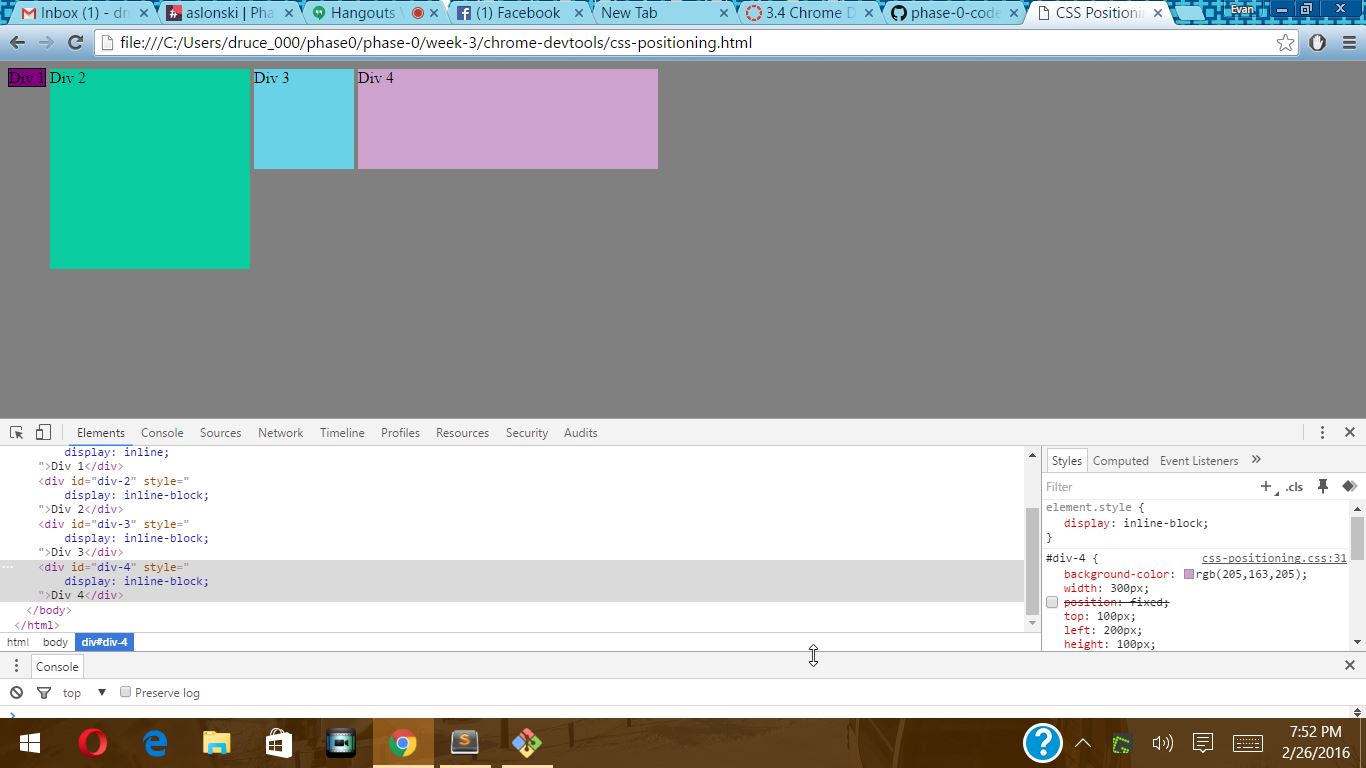 Inbox (1) - dr
aslonski | Pha
Hangouts
(1) Facebook
New Tab
3.4 Chrome D
phase-0-code
CSS Positionin
Evan
file:///C:/Users/druce_000/phase0/phase-0/week-3/chrome-devtools/css-positioning.html
Div 1
Div 2
Div 3
Div 4
Elements Console Sources Network Timeline Profiles Resources Security Audits
display: inline;
">Div 1</div>
<div id="div-2" style="
display: inline-block;
">Div 2</div>
<div id="div-3" style="
display: inline-block;
">Div 3</div>
<div id="div-4" style="
display: inline-block;
">Div 4</div>
</body>
</html>
html body div#div-4
Styles Computed Event Listeners »
Filter + .cls
element.style {
display: inline-block;
}
#div-4 { css-positioning.css:31
background-color: rgb(205,163,205);
width: 300px;
position: fixed;
top: 100px;
left: 200px;
height: 100px;
Console
top ▼ Preserve log
>
7:52 PM
2/26/2016